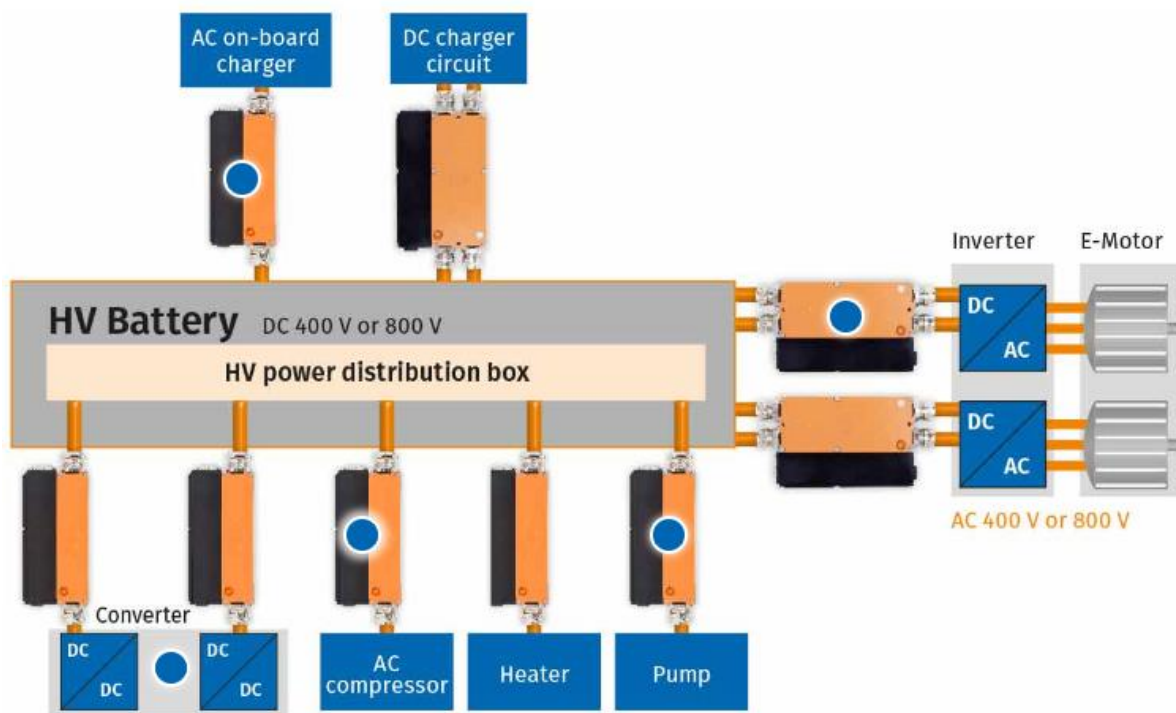 AC on-board
charger
DC charger
circuit
Inverter
E-Motor
HV Battery DC 400 V or 800 V
HV power distribution box
DC
AC
DC
AC
AC 400 V or 800 V
Converter
DC
DC
DC
DC
AC
compressor
Heater
Pump